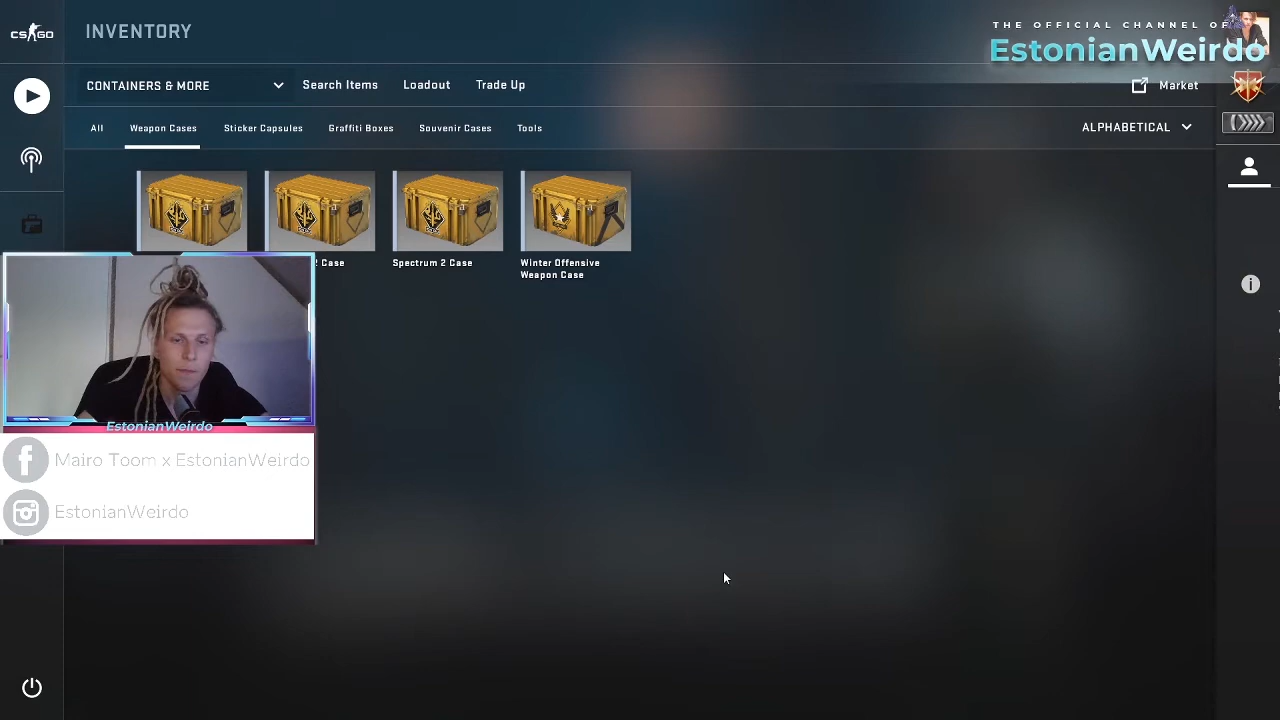 CS GO
INVENTORY
THE OFFICIAL CHANNEL OF
EstonianWeirdo
CONTAINERS & MORE
Search Items
Loadout
Trade Up
Market
All
Weapon Cases
Sticker Capsules
Graffiti Boxes
Souvenir Cases
Tools
ALPHABETICAL
2 Case
Spectrum 2 Case
Winter Offensive
Weapon Case
EstonianWeirdo
Mairo Toom x EstonianWeirdo
EstonianWeirdo